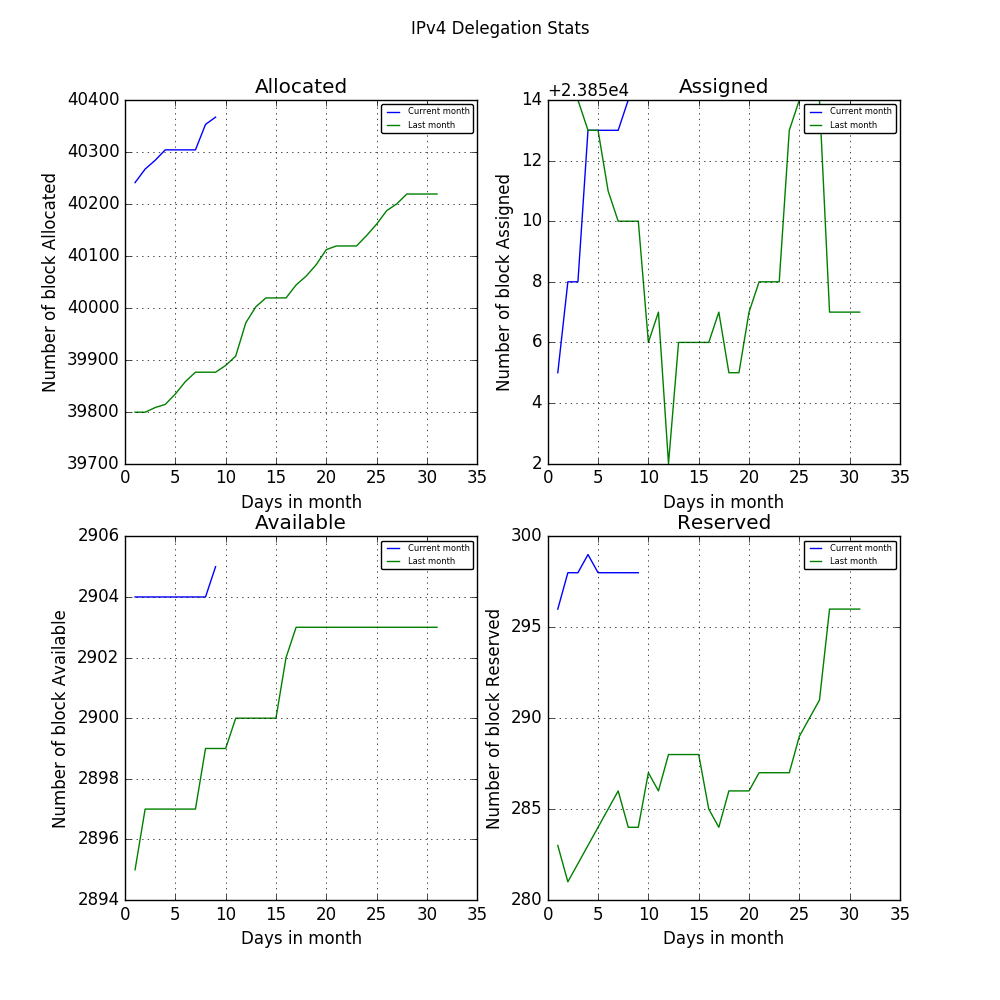 IPv4 Delegation Stats
Allocated
40400
40300
40200
40100
40000
39900
39800
39700
0 5 10 15 20 25 30 35
Number of block Allocated
Days in month
Current month
Last month
Assigned
+2.385e4
14
12
10
8
6
4
2
0 5 10 15 20 25 30 35
Number of block Assigned
Days in month
Current month
Last month
Available
2906
2904
2902
2900
2898
2896
2894
0 5 10 15 20 25 30 35
Number of block Available
Days in month
Current month
Last month
Reserved
300
295
290
285
280
0 5 10 15 20 25 30 35
Number of block Reserved
Days in month
Current month
Last month